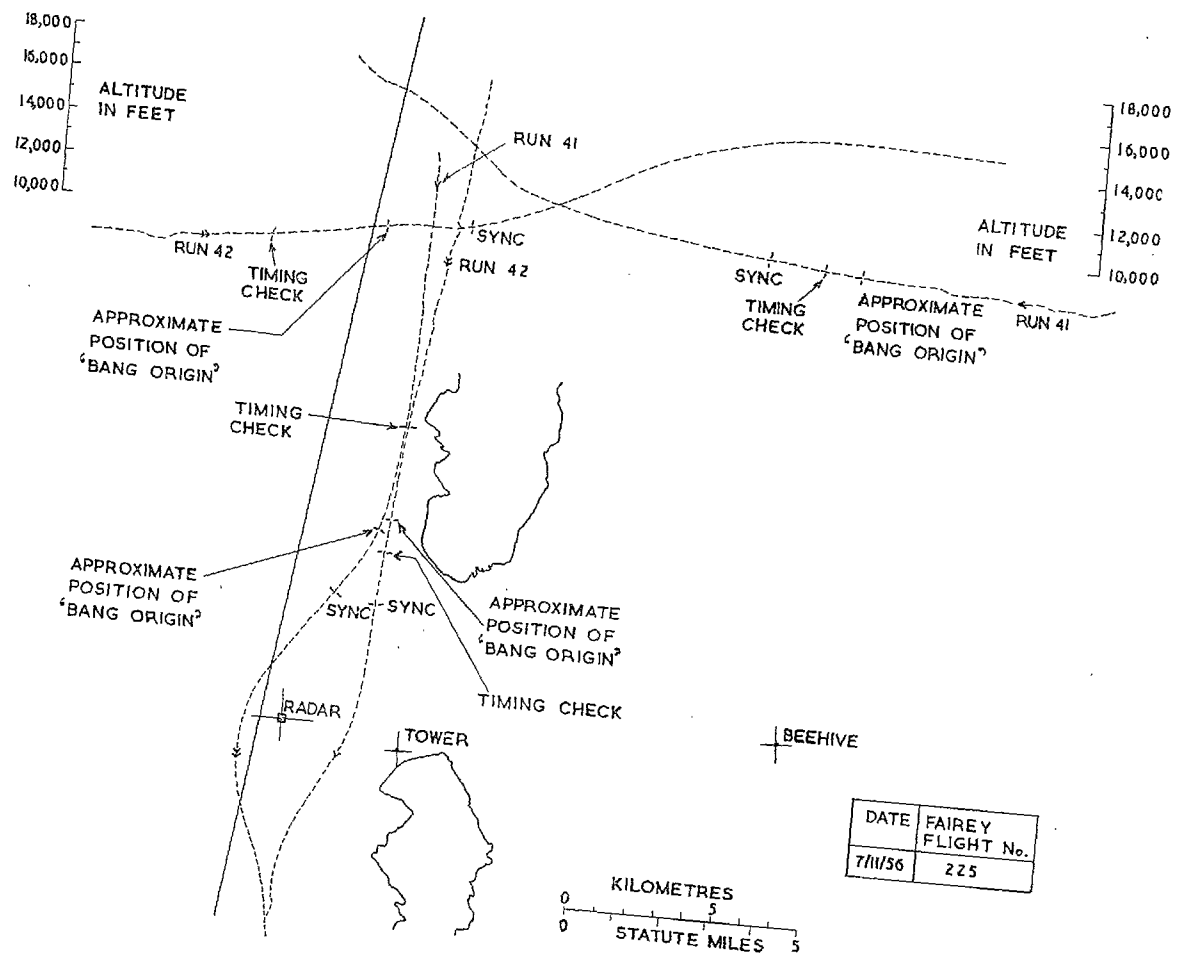 18,000
16,000
14,000
12,000
10,000
ALTITUDE
IN FEET
RUN 41
18,000
16,000
14,000
12,000
10,000
ALTITUDE
IN FEET
RUN 42
SYNC
RUN 42
TIMING
CHECK
SYNC
TIMING
CHECK
APPROXIMATE
POSITION OF
'BANG ORIGIN'
RUN 41
APPROXIMATE
POSITION OF
'BANG ORIGIN'
TIMING
CHECK
APPROXIMATE
POSITION OF
'BANG ORIGIN'
SYNC
SYNC
APPROXIMATE
POSITION OF
'BANG ORIGIN'
TIMING CHECK
RADAR
TOWER
BEEHIVE
DATE FAIREY
FLIGHT No.
7/11/56 225
KILOMETRES
0 5
0 5
STATUTE MILES